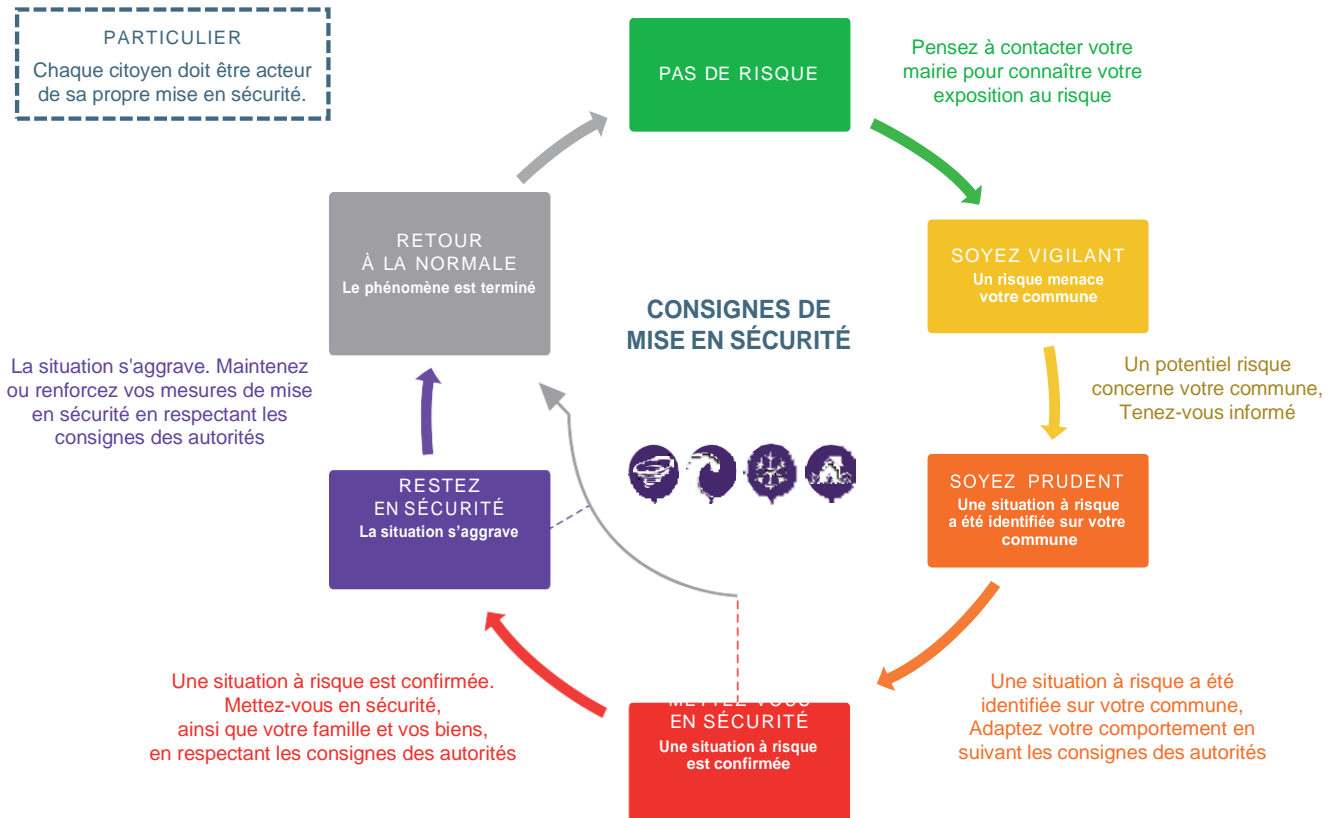 PARTICULIER
Chaque citoyen doit être acteur
de sa propre mise en sécurité.
PAS DE RISQUE
Pensez à contacter votre
mairie pour connaître votre
exposition au risque
SOYEZ VIGILANT
Un risque menace
votre commune
Un potentiel risque
concerne votre commune,
Tenez-vous informé
SOYEZ PRUDENT
Une situation à risque
a été identifiée sur votre
commune
Une situation à risque a été
identifiée sur votre commune,
Adaptez votre comportement en
suivant les consignes des autorités
METTEZ-VOUS
EN SÉCURITÉ
Une situation à risque
est confirmée
Une situation à risque est confirmée.
Mettez-vous en sécurité,
ainsi que votre famille et vos biens,
en respectant les consignes des autorités
RESTEZ
EN SÉCURITÉ
La situation s’aggrave
La situation s'aggrave. Maintenez
ou renforcez vos mesures de mise
en sécurité en respectant les
consignes des autorités
RETOUR
À LA NORMALE
Le phénomène est terminé
CONSIGNES DE
MISE EN SÉCURITÉ